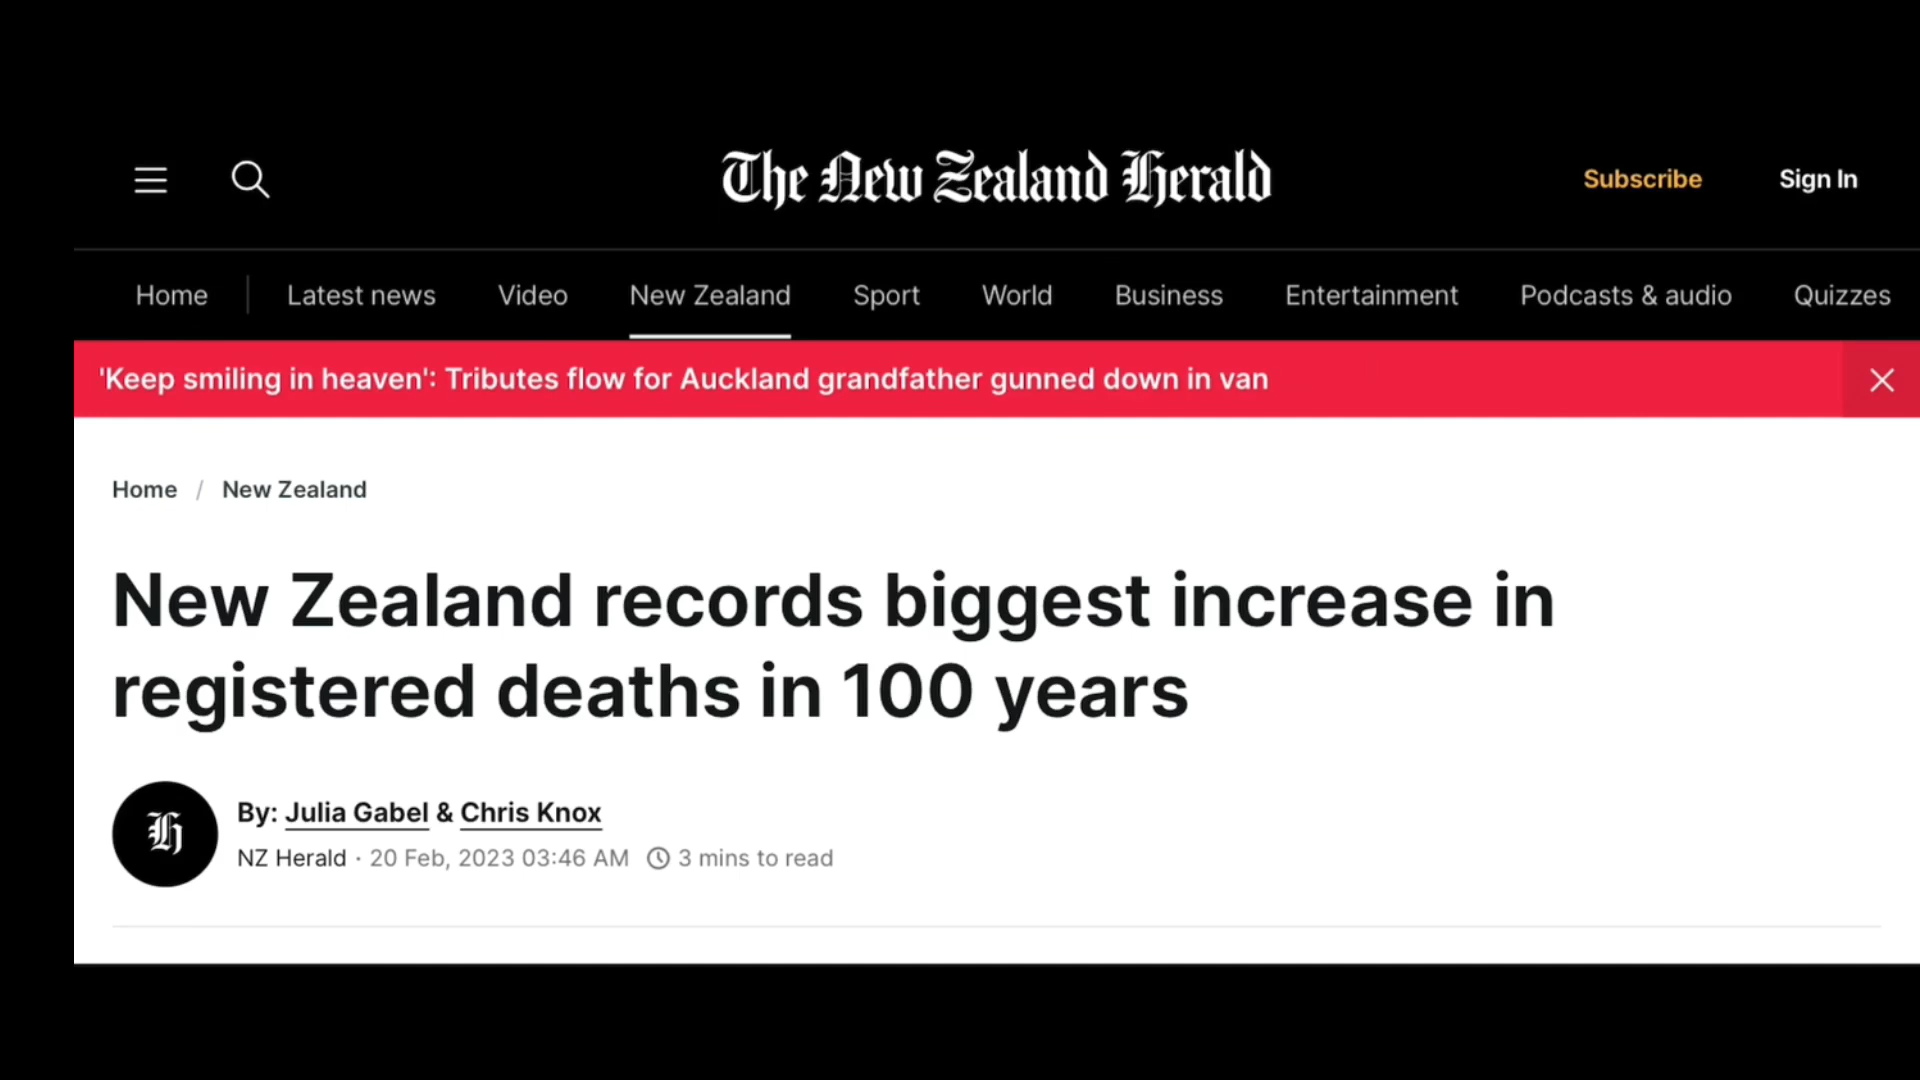 The New Zealand Herald
Subscribe
Sign In
Home
Latest news
Video
New Zealand
Sport
World
Business
Entertainment
Podcasts & audio
Quizzes
'Keep smiling in heaven': Tributes flow for Auckland grandfather gunned down in van
Home / New Zealand
New Zealand records biggest increase in
registered deaths in 100 years
By: Julia Gabel & Chris Knox
NZ Herald · 20 Feb, 2023 03:46 AM 3 mins to read